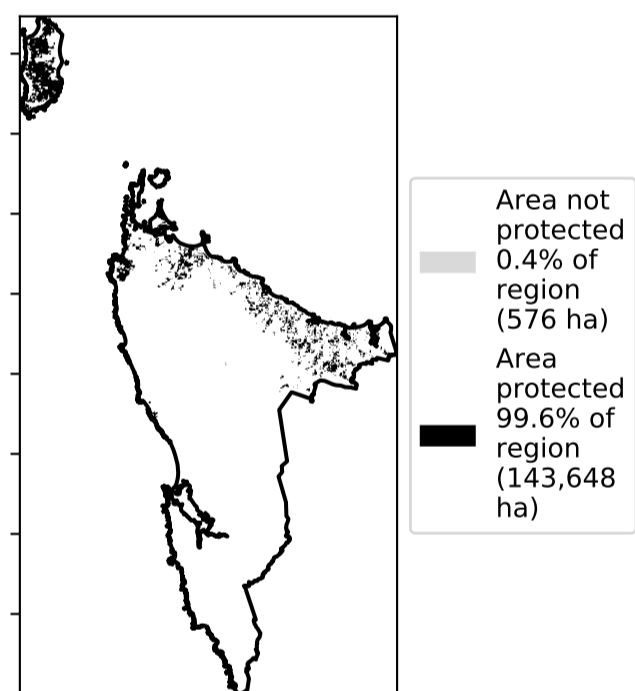 Area not
protected
0.4% of
region
(576 ha)
Area
protected
99.6% of
region
(143,648
ha)